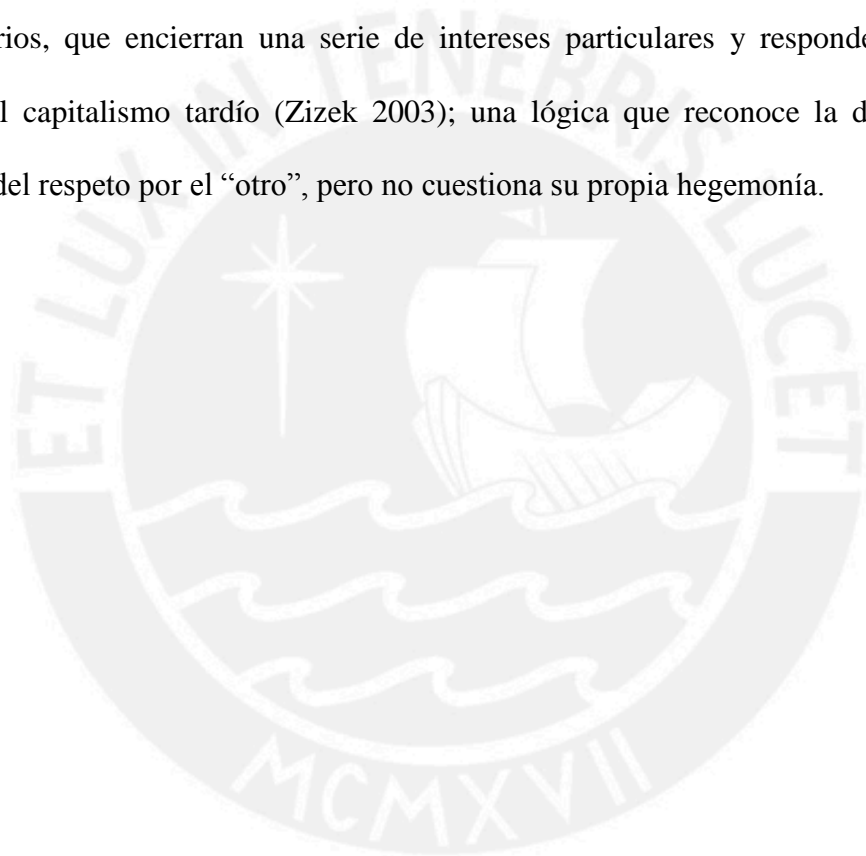 rios, que encierran una serie de intereses particulares y responde
l capitalismo tardío (Zizek 2003); una lógica que reconoce la d
del respeto por el “otro”, pero no cuestiona su propia hegemonía.
ET LUX IN TENEBRIS LUCET
MCMXVII